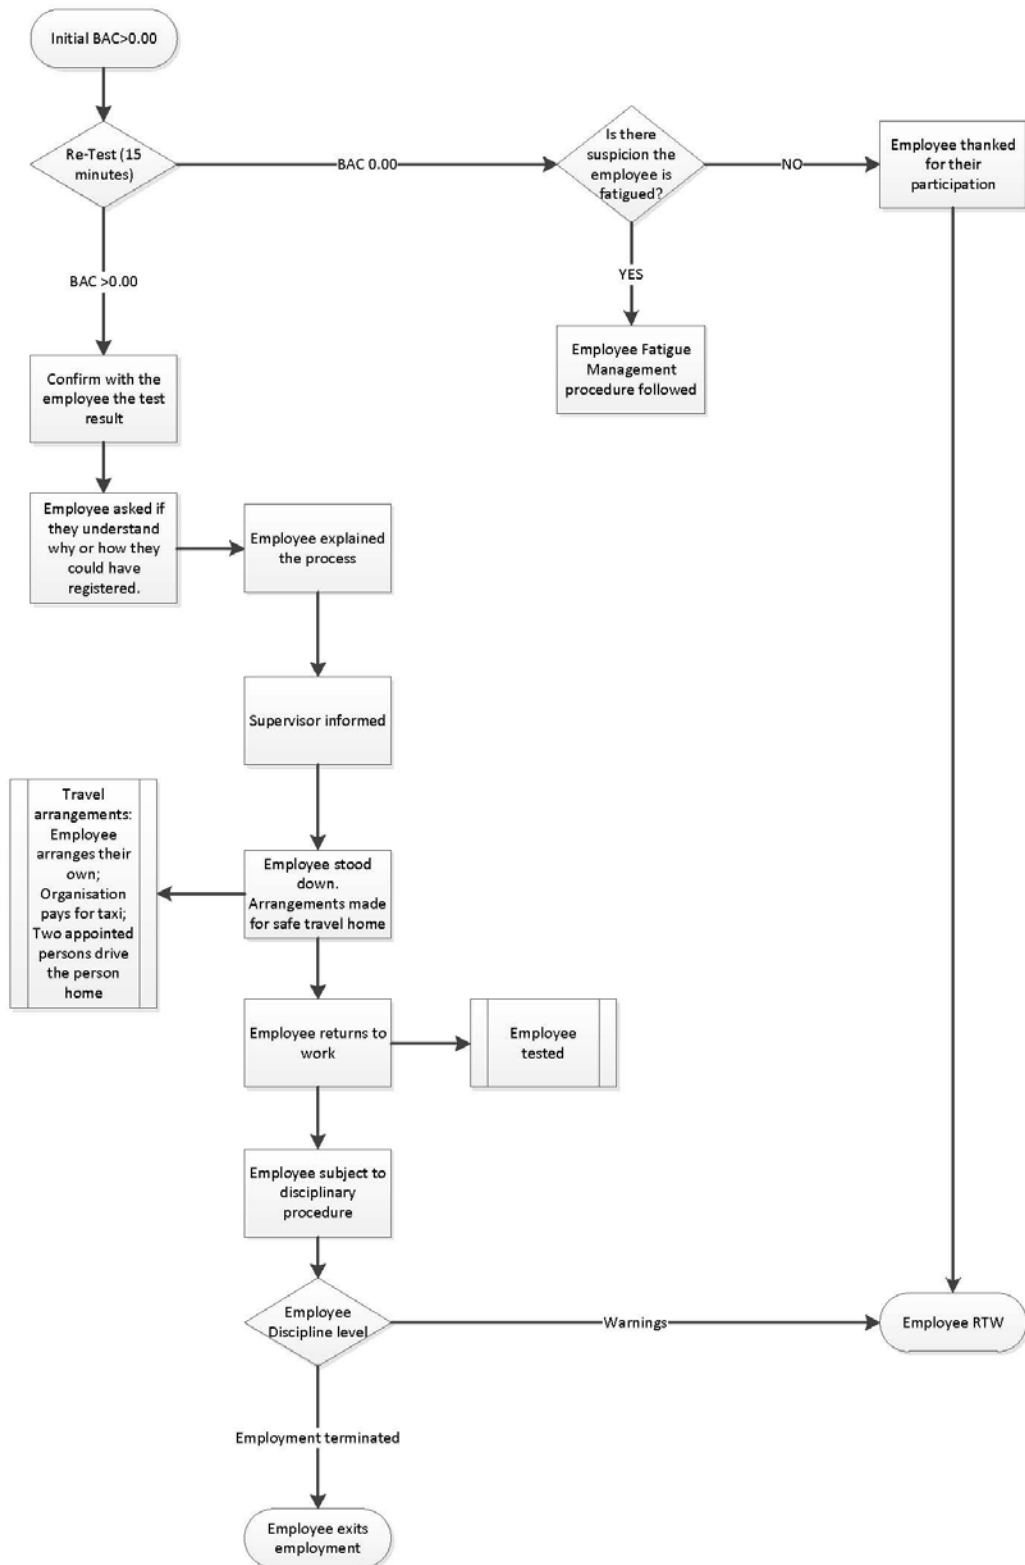 Initial BAC>0.00
Re-Test (15
minutes)
BAC 0.00
Is there
suspicion the
employee is
fatigued?
NO
Employee thanked
for their
participation
BAC >0.00
YES
Employee Fatigue
Management
procedure followed
Confirm with the
employee the test
result
Employee asked if
they understand
why or how they
could have
registered.
Employee explained
the process
Supervisor informed
Travel
arrangements:
Employee
arranges their
own;
Organisation
pays for taxi;
Two appointed
persons drive
the person
home
Employee stood
down.
Arrangements made
for safe travel home
Employee returns to
work
Employee
tested
Employee subject to
disciplinary
procedure
Employee
Discipline level
Warnings
Employee RTW
Employment terminated
Employee exits
employment